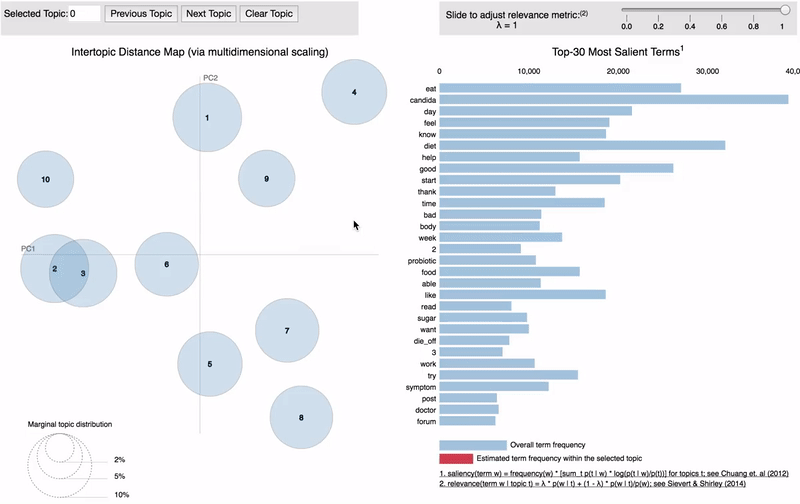 Selected Topic: 0 Previous Topic Next Topic Clear Topic
Slide to adjust relevance metric:(2)
λ = 1
0.0 0.2 0.4 0.6 0.8 1
Intertopic Distance Map (via multidimensional scaling)
PC2
PC1
4
1
10
9
2
3
6
7
5
8
Marginal topic distribution
2%
5%
10%
Top-30 Most Salient Terms1
0 10,000 20,000 30,000 40,0
eat
candida
day
feel
know
diet
help
good
start
thank
time
bad
body
week
2
probiotic
food
able
like
read
sugar
want
die_off
3
work
try
symptom
post
doctor
forum
Overall term frequency
Estimated term frequency within the selected topic
1. saliency(term w) = frequency(w) * [sum_t p(t | w) * log(p(t | w)/p(t))] for topics t; see Chuang et. al (2012)
2. relevance(term w | topic t) = λ * p(w | t) + (1 - λ) * p(w | t)/p(w); see Sievert & Shirley (2014)